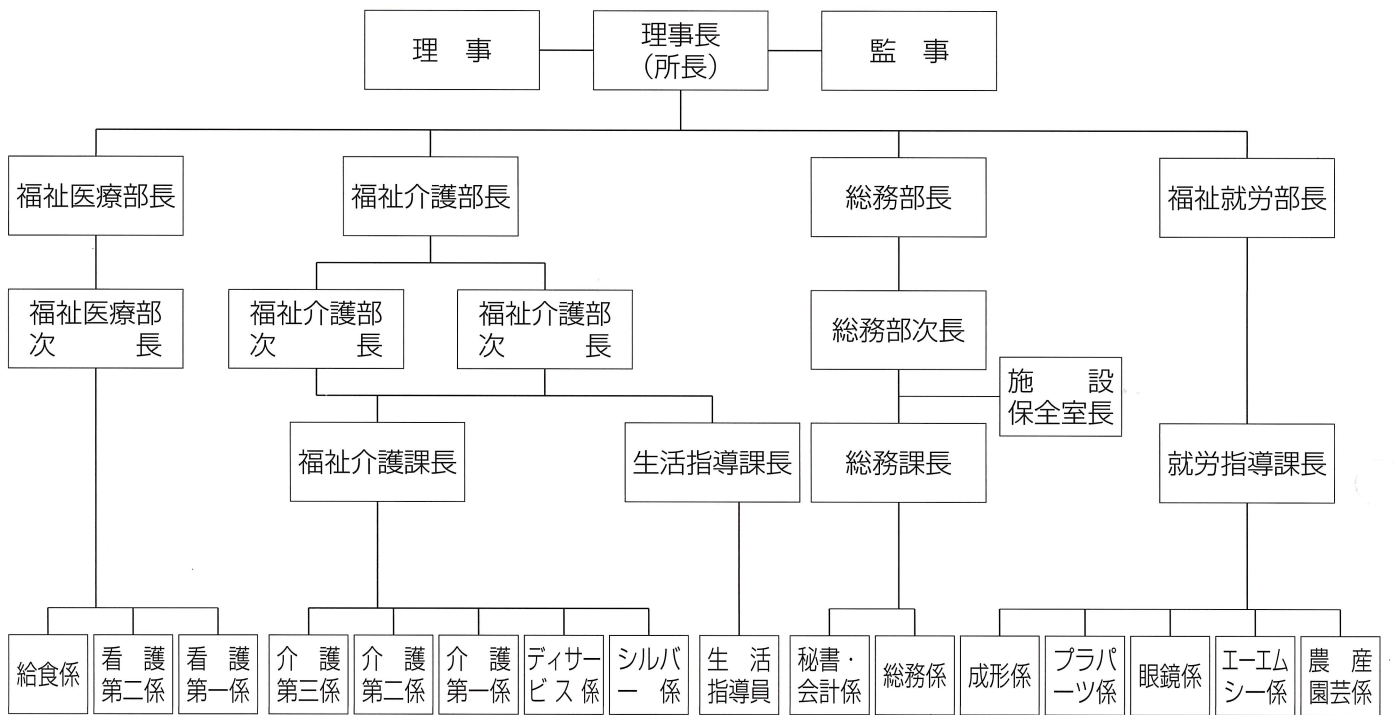 理　事
理事長
（所長）
監　事
福祉医療部長
福祉介護部長
総務部長
福祉就労部長
福祉医療部
次　　　長
福祉介護部
次　　　長
福祉介護部
次　　　長
総務部次長
施　　設
保全室長
福祉介護課長
生活指導課長
総務課長
就労指導課長
給食係
看　護
第二係
看　護
第一係
介　護
第三係
介　護
第二係
介　護
第一係
ディサー
ビス係
シルバ
ー　係
生　活
指導員
秘書・
会計係
総務係
成形係
プラパ
ーツ係
眼鏡係
エーエム
シー係
農　産
園芸係